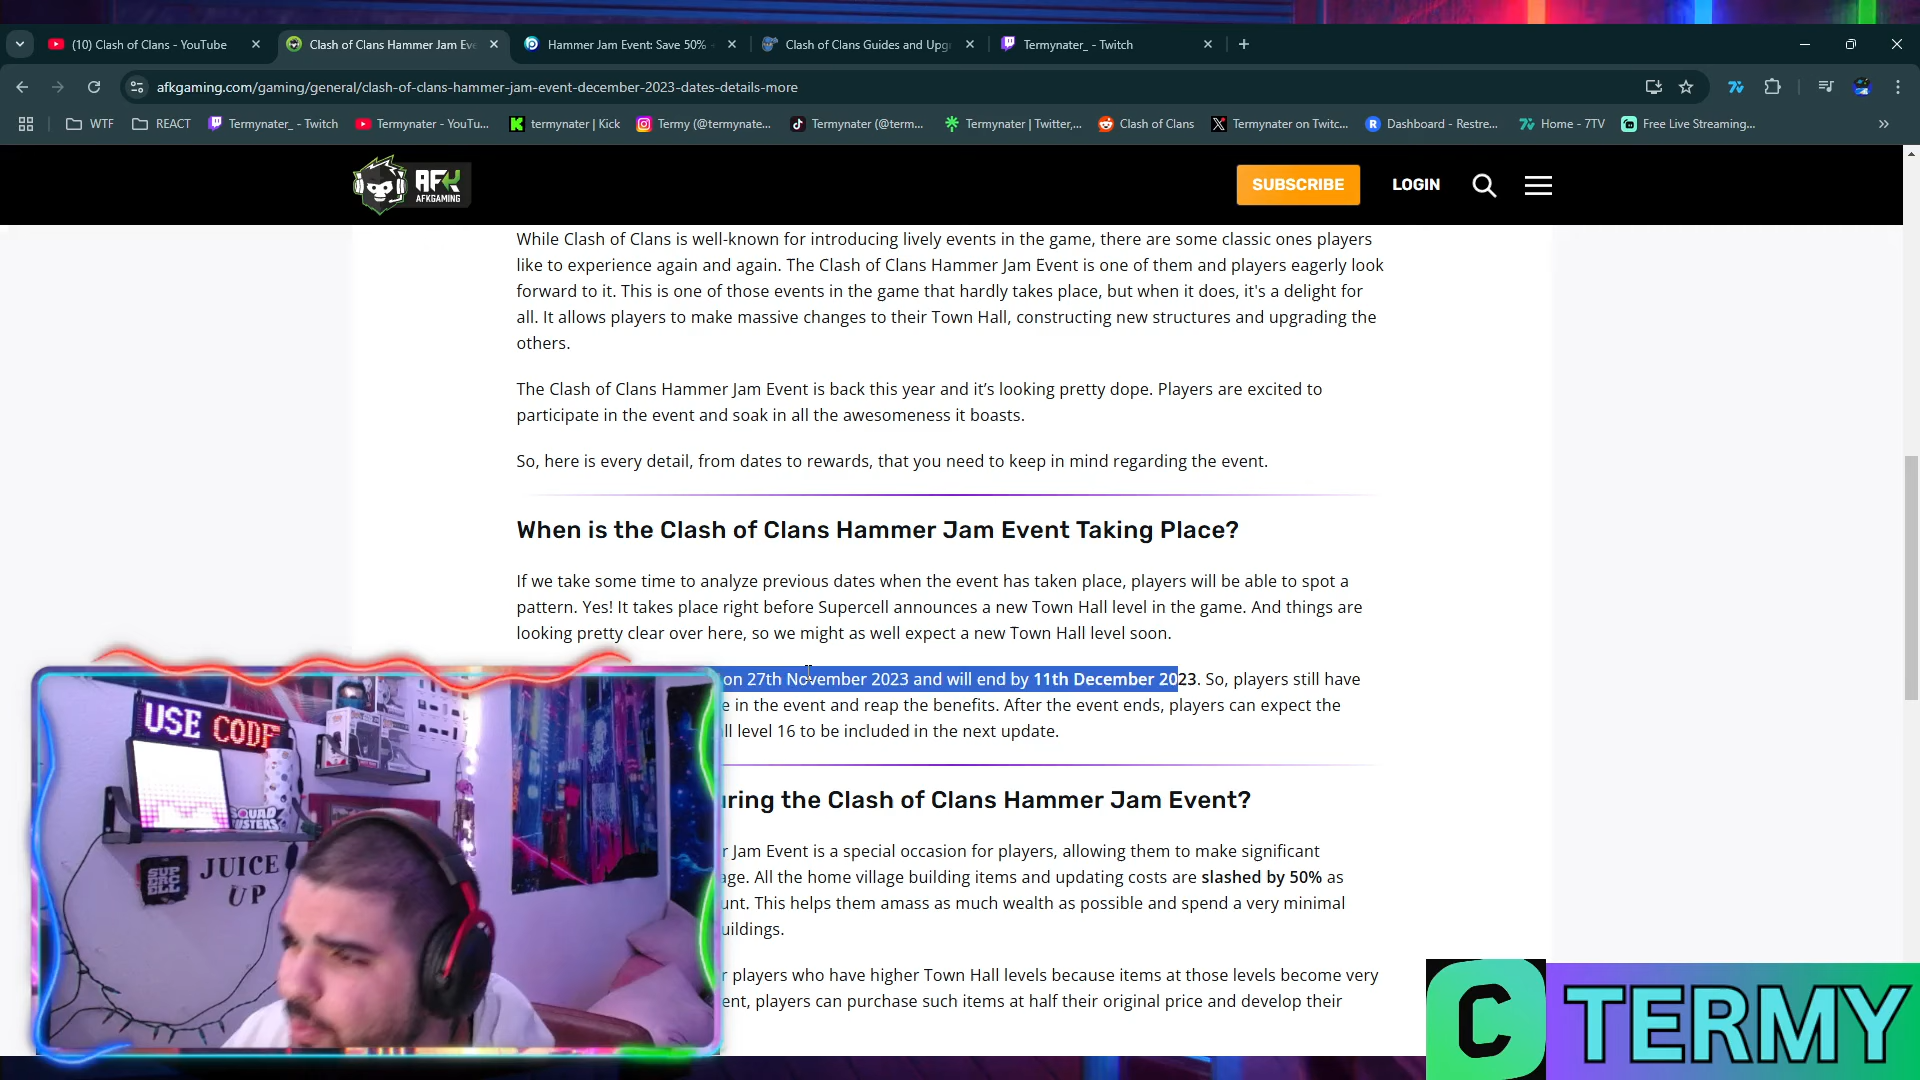 (10) Clash of Clans - YouTube
Clash of Clans Hammer Jam Eve
Hammer Jam Event: Save 50%
Clash of Clans Guides and Upg
Termynater_ - Twitch
afkgaming.com/gaming/general/clash-of-clans-hammer-jam-event-december-2023-dates-details-more
WTF
REACT
Termynater_ - Twitch
Termynater - YouTu...
termynater | Kick
Termy (@termynate...
Termynater (@term...
Termynater | Twitter,...
Clash of Clans
Termynater on Twitc...
Dashboard - Restre...
Home - 7TV
Free Live Streaming...
AFK
AFKGAMING
SUBSCRIBE
LOGIN
While Clash of Clans is well-known for introducing lively events in the game, there are some classic ones players
like to experience again and again. The Clash of Clans Hammer Jam Event is one of them and players eagerly look
forward to it. This is one of those events in the game that hardly takes place, but when it does, it's a delight for
all. It allows players to make massive changes to their Town Hall, constructing new structures and upgrading the
others.
The Clash of Clans Hammer Jam Event is back this year and it’s looking pretty dope. Players are excited to
participate in the event and soak in all the awesomeness it boasts.
So, here is every detail, from dates to rewards, that you need to keep in mind regarding the event.
When is the Clash of Clans Hammer Jam Event Taking Place?
If we take some time to analyze previous dates when the event has taken place, players will be able to spot a
pattern. Yes! It takes place right before Supercell announces a new Town Hall level in the game. And things are
looking pretty clear over here, so we might as well expect a new Town Hall level soon.
on 27th November 2023 and will end by 11th December 2023. So, players still have
e in the event and reap the benefits. After the event ends, players can expect the
ll level 16 to be included in the next update.
uring the Clash of Clans Hammer Jam Event?
r Jam Event is a special occasion for players, allowing them to make significant
age. All the home village building items and updating costs are slashed by 50% as
unt. This helps them amass as much wealth as possible and spend a very minimal
uildings.
r players who have higher Town Hall levels because items at those levels become very
ent, players can purchase such items at half their original price and develop their
USE CODE
SQUAD
BUSTERS
SUP
ERC
ELL
JUICE
UP
C TERMY